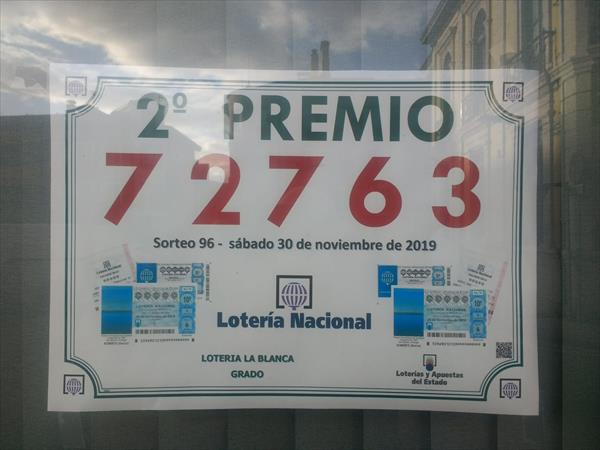 2º PREMIO
72763
Sorteo 96 - sábado 30 de noviembre de 2019
Lotería Nacional
LOTERIA LA BLANCA
GRADO
Loterías y Apuestas
del Estado